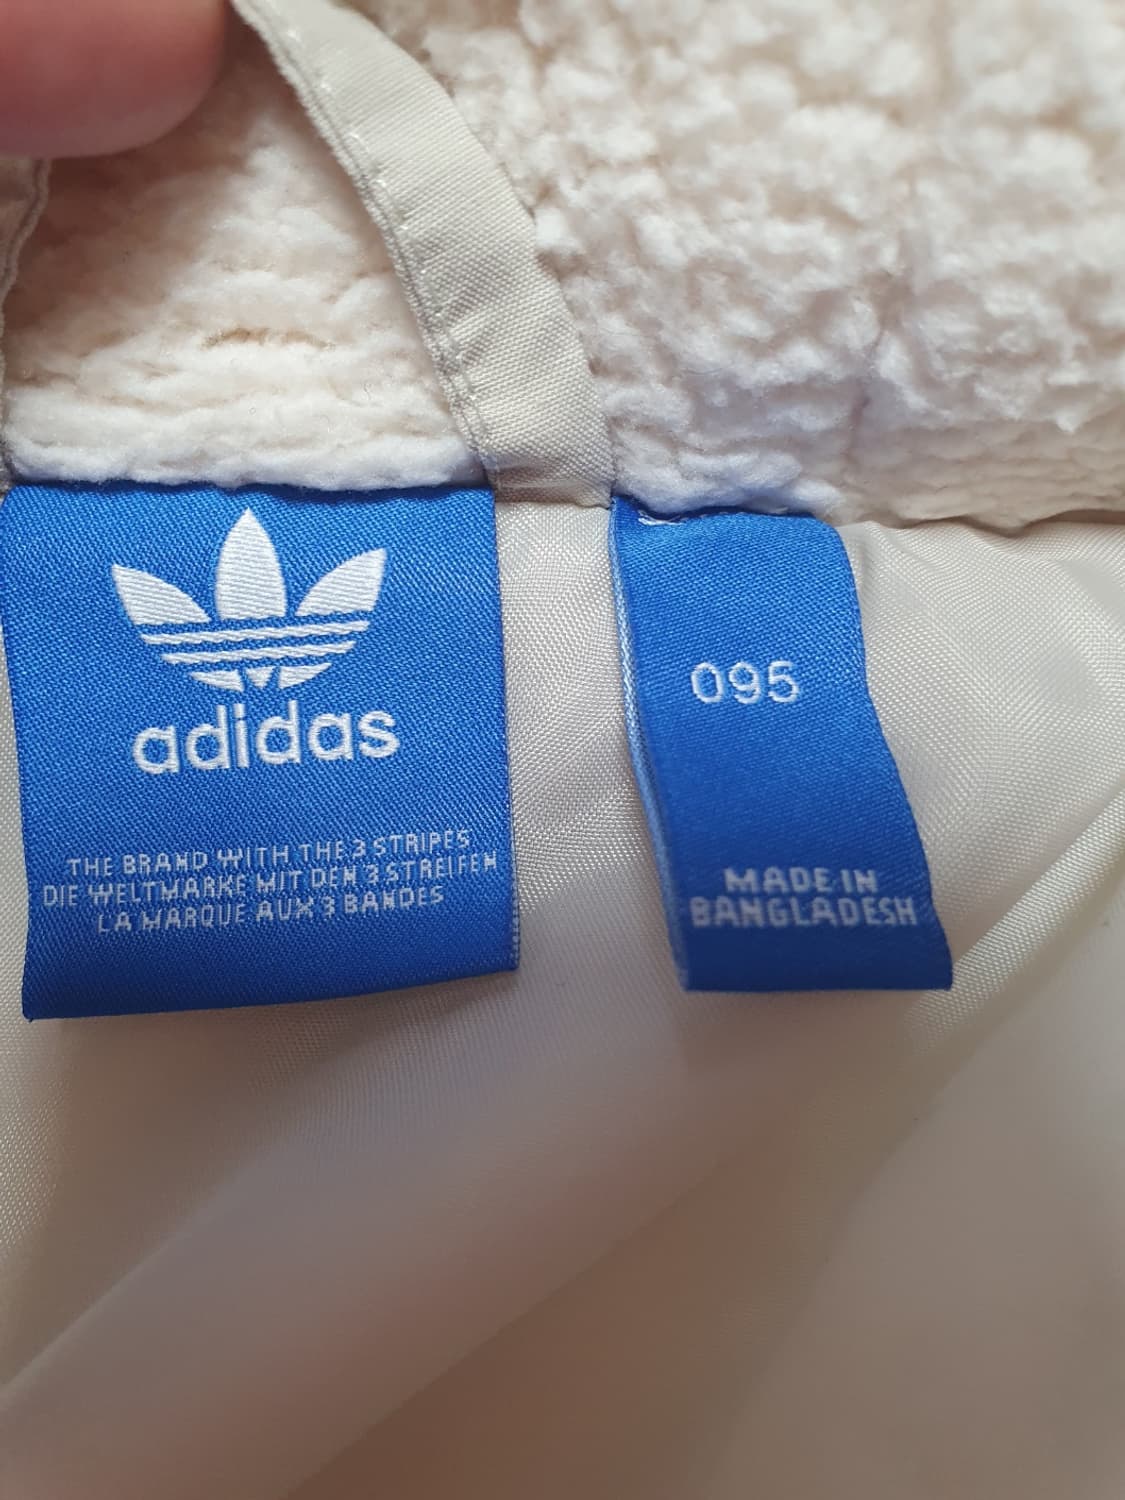 adidas
THE BRAND WITH THE 3 STRIPES
DIE WELTMARKE MIT DEN 3 STREIFEN
LA MARQUE AUX 3 BANDES
095
MADE IN
BANGLADESH